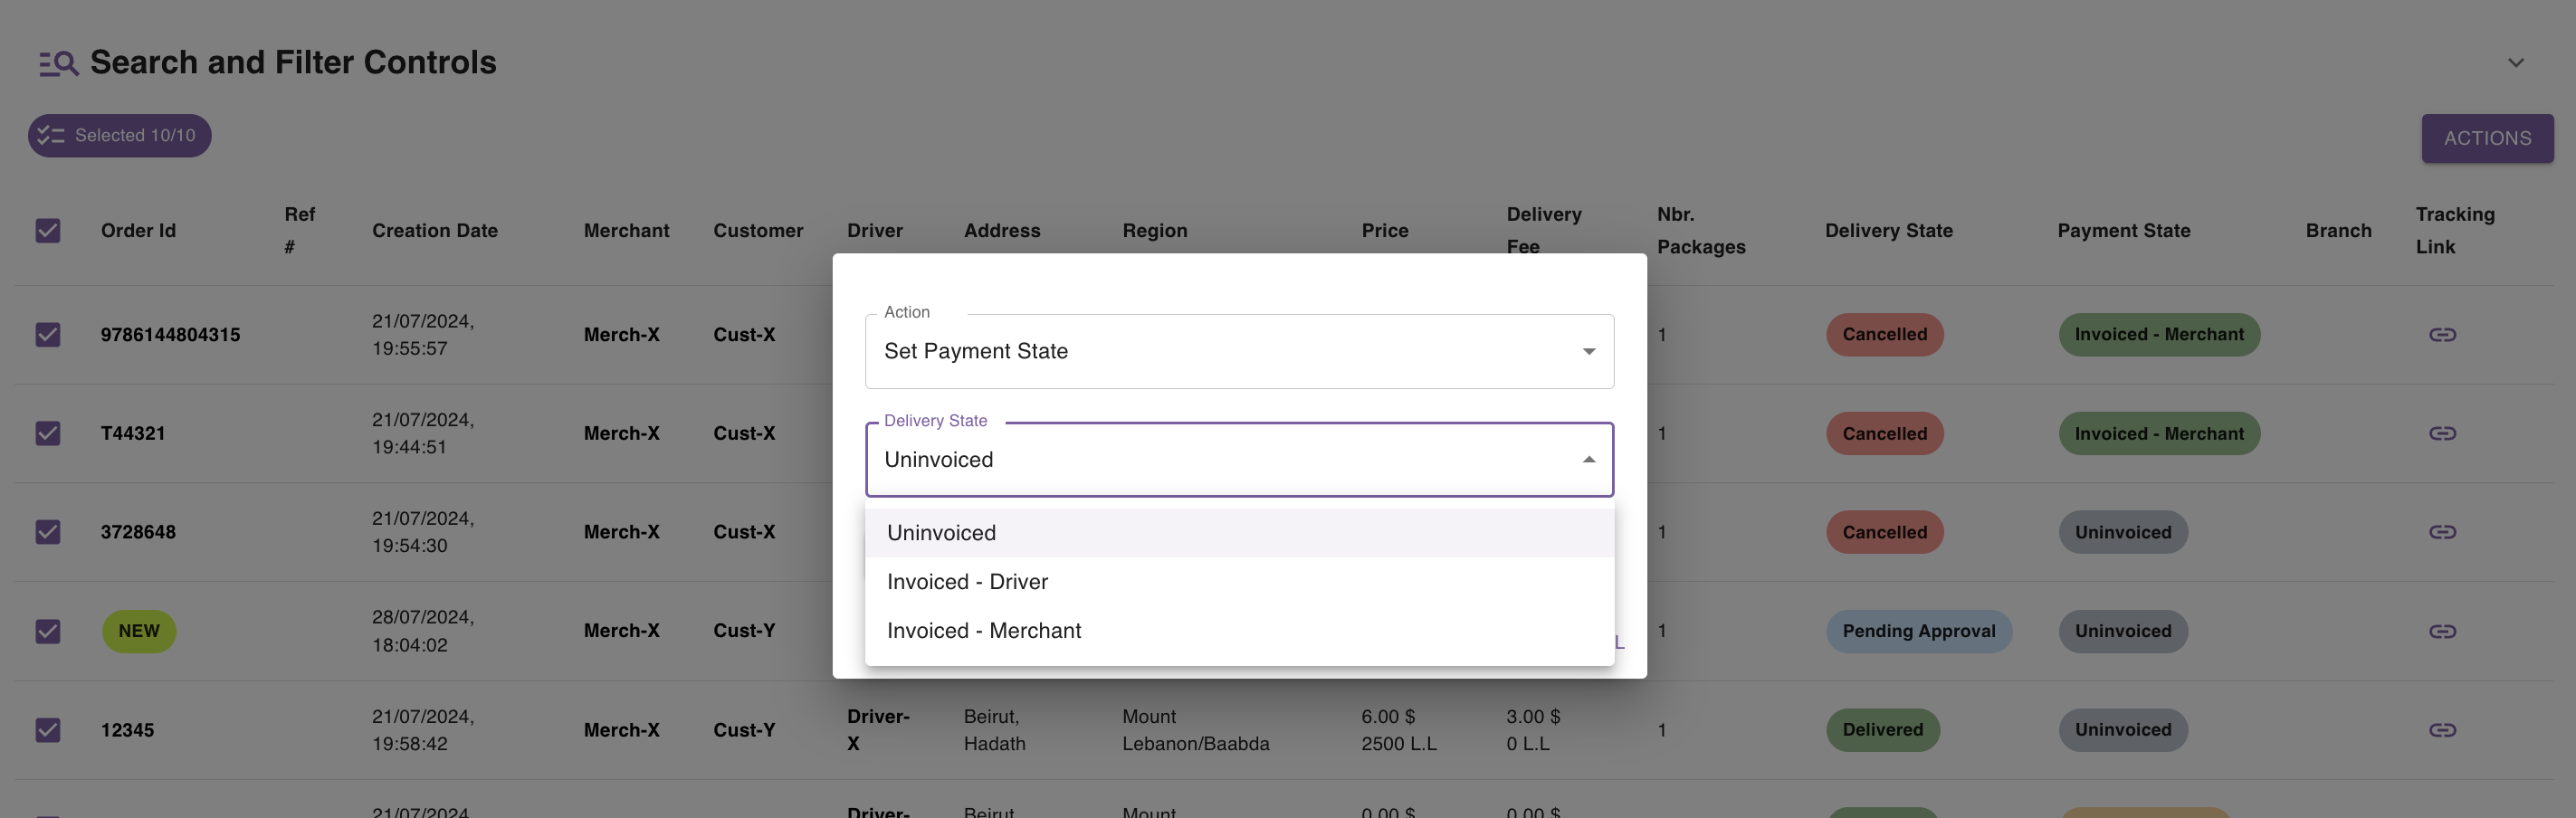 Search and Filter Controls
Selected 10/10
ACTIONS
Order Id
Ref
#
Creation Date
Merchant
Customer
Driver
Address
Region
Price
Delivery
Fee
Nbr.
Packages
Delivery State
Payment State
Branch
Tracking
Link
9786144804315
21/07/2024,
19:55:57
Merch-X
Cust-X
1
Cancelled
Invoiced - Merchant
T44321
21/07/2024,
19:44:51
Merch-X
Cust-X
1
Cancelled
Invoiced - Merchant
3728648
21/07/2024,
19:54:30
Merch-X
Cust-X
1
Cancelled
Uninvoiced
NEW
28/07/2024,
18:04:02
Merch-X
Cust-Y
1
Pending Approval
Uninvoiced
12345
21/07/2024,
19:58:42
Merch-X
Cust-Y
Driver-
X
Beirut,
Hadath
Mount
Lebanon/Baabda
6.00 $
2500 L.L
3.00 $
0 L.L
1
Delivered
Uninvoiced
21/07/2024,
Driver-
Beirut,
Mount
0.00 $
0.00 $
Action
Set Payment State
Delivery State
Uninvoiced
Uninvoiced
Invoiced - Driver
Invoiced - Merchant
L